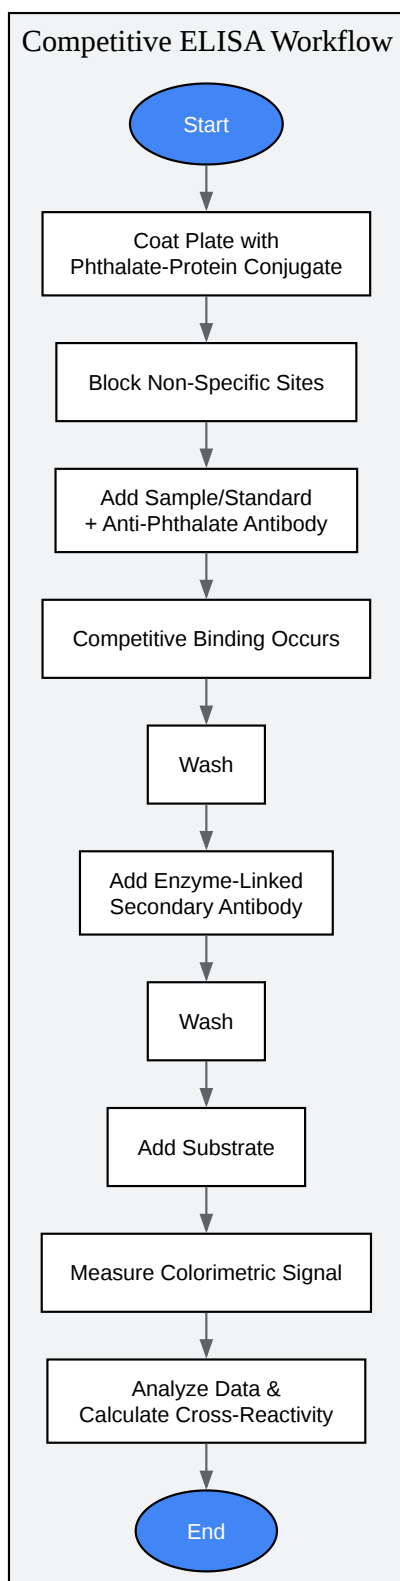 Competitive ELISA Workflow
Start
Coat Plate with
Phthalate-Protein Conjugate
Block Non-Specific Sites
Add Sample/Standard
+ Anti-Phthalate Antibody
Competitive Binding Occurs
Wash
Add Enzyme-Linked
Secondary Antibody
Wash
Add Substrate
Measure Colorimetric Signal
Analyze Data &
Calculate Cross-Reactivity
End